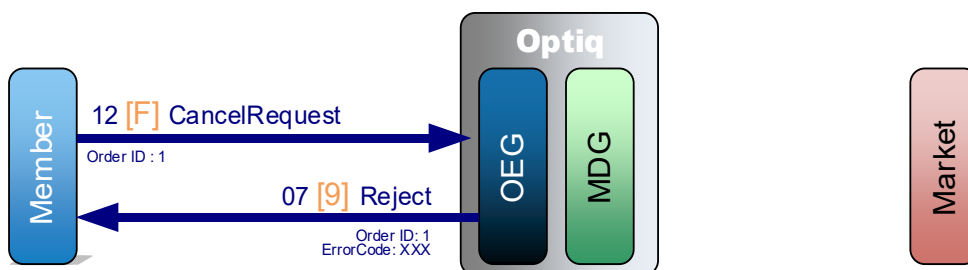 Optiq
Member
12 [F] CancelRequest
Order ID : 1
07 [9] Reject
Order ID: 1
ErrorCode: XXX
OEG
MDG
Market